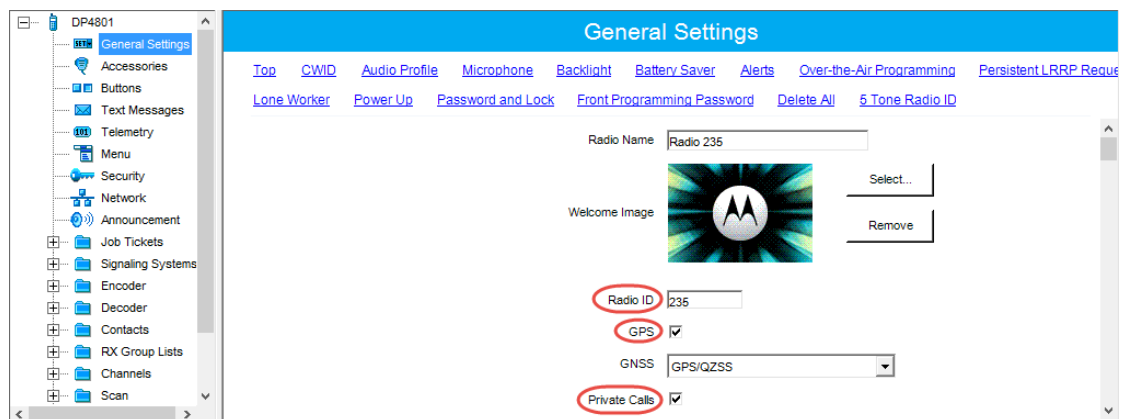 DP4801
General Settings
Accessories
Buttons
Text Messages
Telemetry
Menu
Security
Network
Announcement
Job Tickets
Signaling Systems
Encoder
Decoder
Contacts
RX Group Lists
Channels
Scan
General Settings
Top CWID Audio Profile Microphone Backlight Battery Saver Alerts Over-the-Air Programming Persistent LRRP Reque
Lone Worker Power Up Password and Lock Front Programming Password Delete All 5 Tone Radio ID
Radio Name Radio 235
Welcome Image
Select...
Remove
Radio ID 235
GPS
GNSS GPS/QZSS
Private Calls